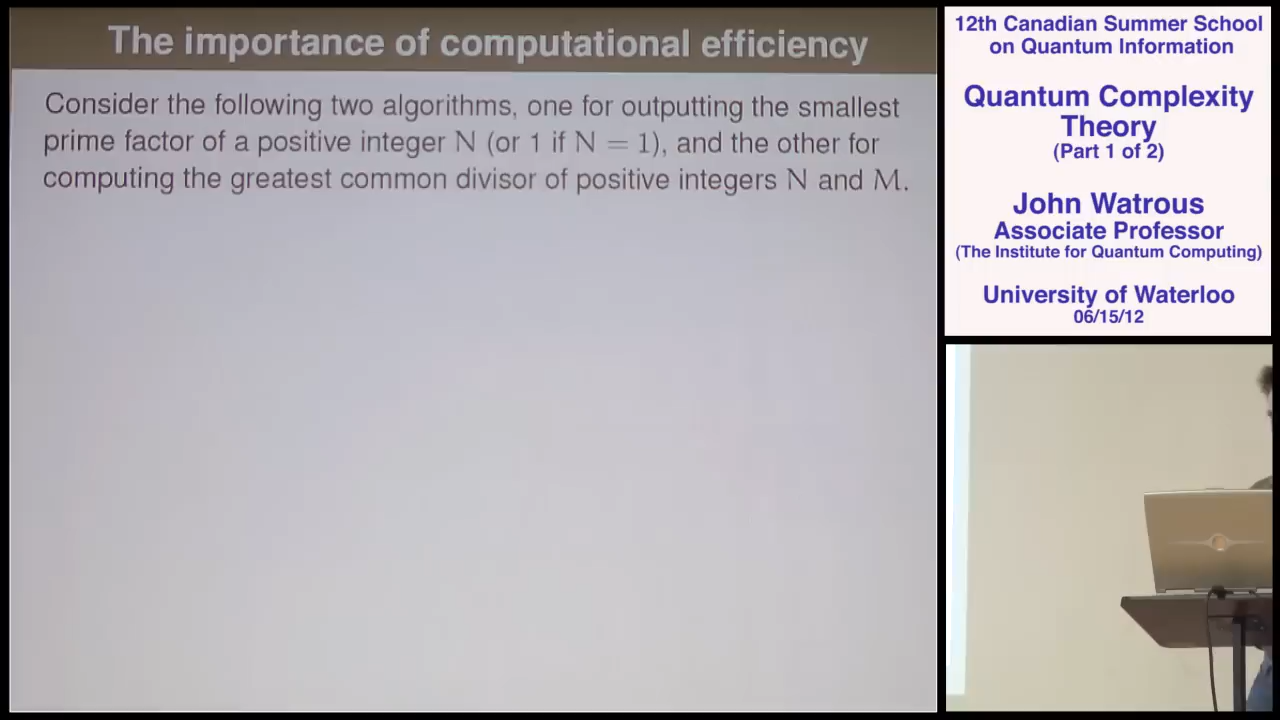 The importance of computational efficiency
Consider the following two algorithms, one for outputting the smallest
prime factor of a positive integer N (or 1 if N = 1), and the other for
computing the greatest common divisor of positive integers N and M.
12th Canadian Summer School
on Quantum Information
Quantum Complexity
Theory
(Part 1 of 2)
John Watrous
Associate Professor
(The Institute for Quantum Computing)
University of Waterloo
06/15/12